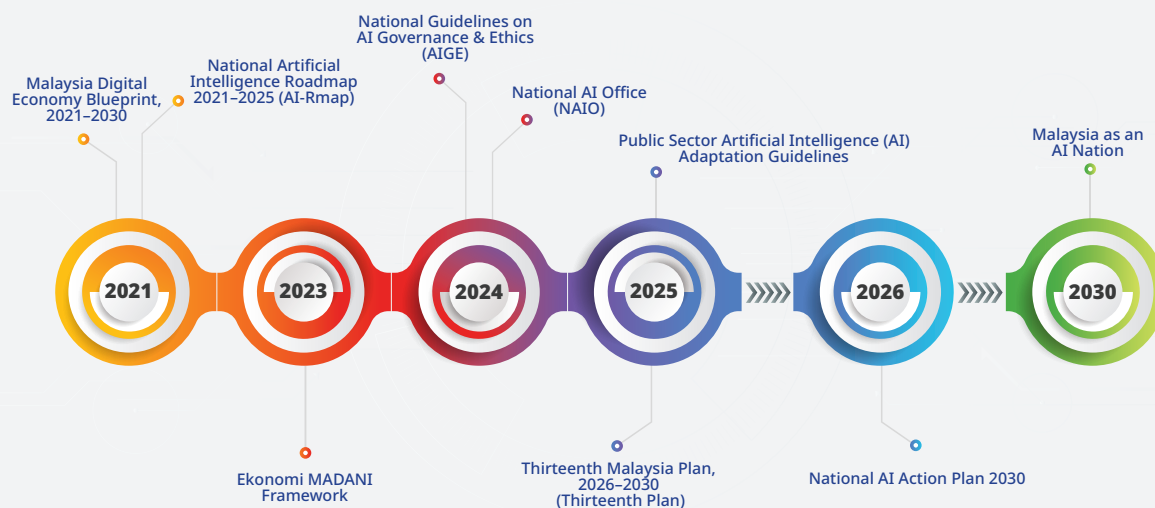 National Guidelines on
AI Governance & Ethics
(AIGE)
National Artificial
Intelligence Roadmap
2021–2025 (AI-Rmap)
Malaysia Digital
Economy Blueprint,
2021–2030
National AI Office
(NAIO)
Public Sector Artificial Intelligence (AI)
Adaptation Guidelines
Malaysia as an
AI Nation
2021
2023
2024
2025
2026
2030
Ekonomi MADANI
Framework
Thirteenth Malaysia Plan,
2026–2030
(Thirteenth Plan)
National AI Action Plan 2030